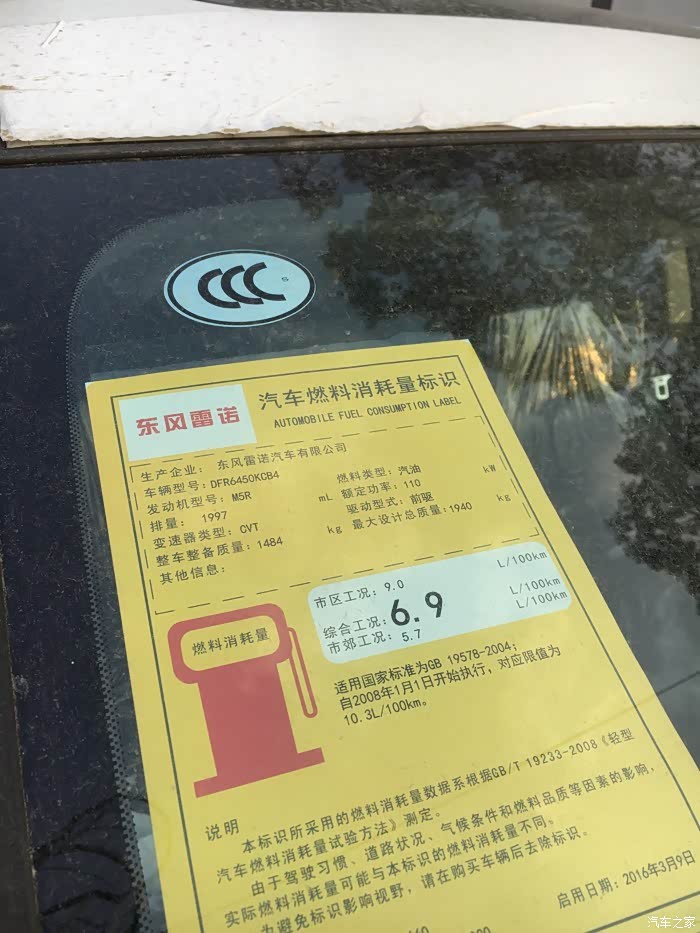 CCC S
东风雷诺
汽车燃料消耗量标识
AUTOMOBILE FUEL CONSUMPTION LABEL
生产企业: 东风雷诺汽车有限公司
车辆型号:DFR6450KCB4 燃料类型: 汽油
发动机型号: M5R 额定功率: 110 kW
排量: 1997 mL 驱动型式: 前驱
变速器类型: CVT 最大设计总质量:1940 kg
整车整备质量: 1484 kg
其他信息:
市区工况: 9.0 L/100km
综合工况: 6.9 L/100km
市郊工况: 5.7 L/100km
燃料消耗量
适用国家标准为GB 19578-2004;
自2008年1月1日开始执行, 对应限值为
10.3L/100km。
说明
本标识所采用的燃料消耗量数据系根据GB/T 19233-2008《轻型
汽车燃料消耗量试验方法》测定。
由于驾驶习惯、道路状况、气候条件和燃料品质等因素的影响,
实际燃料消耗量可能与本标识的燃料消耗量不同。
为避免标识影响视野, 请在购买车辆后去除标识。
启用日期: 2016年3月9日
汽车之家